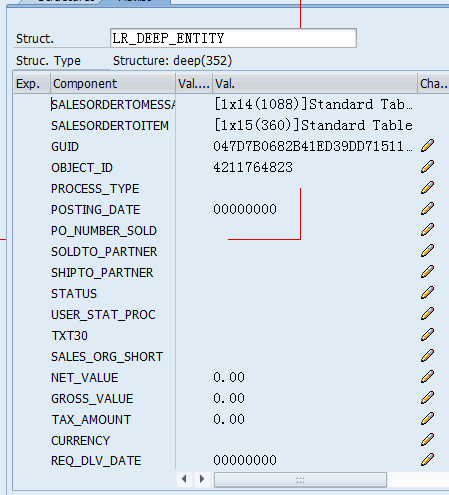 Struct. LR_DEEP_ENTITY
Struc. Type Structure: deep(352)
Exp. Component Val.... Val. Cha..
SALESORDERTOMESSA [1x14(1088)]Standard Tab...
SALESORDERTOITEM [1x15(360)]Standard Table
GUID 047D7B0682B41ED39DD71511...
OBJECT_ID 4211764823
PROCESS_TYPE
POSTING_DATE 00000000
PO_NUMBER_SOLD
SOLDTO_PARTNER
SHIPTO_PARTNER
STATUS
USER_STAT_PROC
TXT30
SALES_ORG_SHORT
NET_VALUE 0.00
GROSS_VALUE 0.00
TAX_AMOUNT 0.00
CURRENCY
REQ_DLV_DATE 00000000